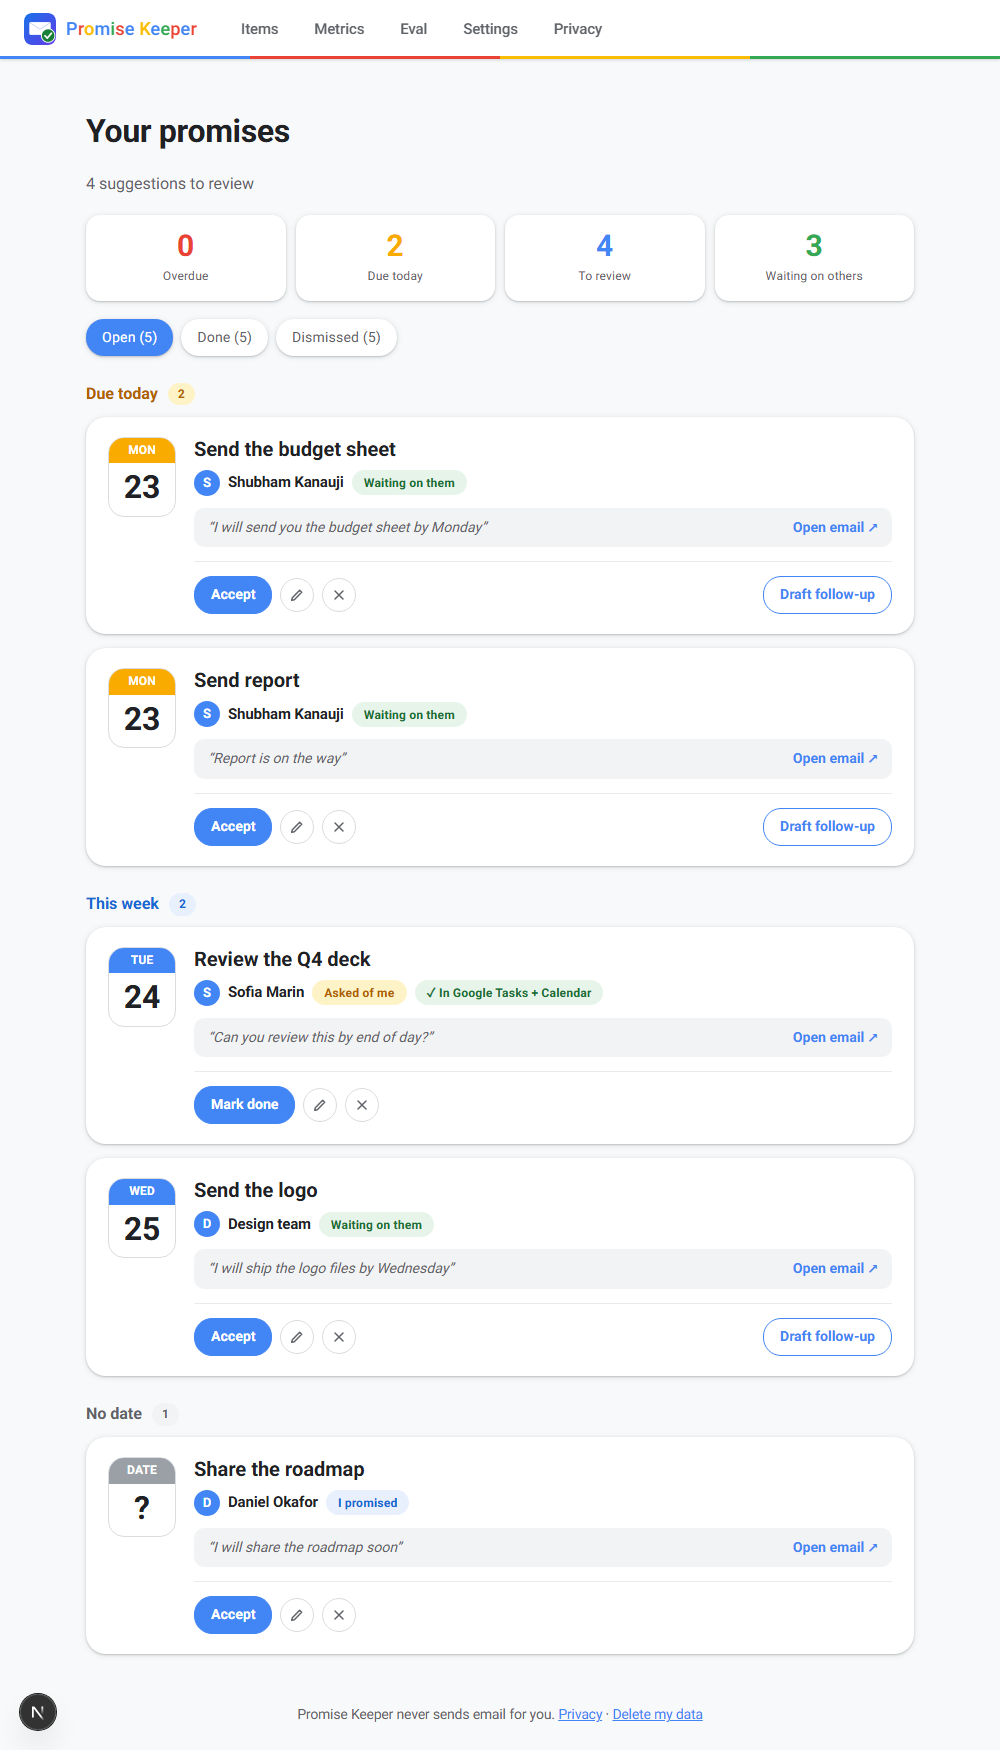 Promise Keeper Items Metrics Eval Settings Privacy
Your promises
4 suggestions to review
0 2 4 3
Overdue Due today To review Waiting on others
Open (5) Done (5) Dismissed (5)
Due today 2
MON
23
Send the budget sheet
S Shubham Kanauji Waiting on them
“I will send you the budget sheet by Monday” Open email ↗
Accept Draft follow-up
MON
23
Send report
S Shubham Kanauji Waiting on them
“Report is on the way” Open email ↗
Accept Draft follow-up
This week 2
TUE
24
Review the Q4 deck
S Sofia Marin Asked of me ✓ In Google Tasks + Calendar
“Can you review this by end of day?” Open email ↗
Mark done
WED
25
Send the logo
D Design team Waiting on them
“I will ship the logo files by Wednesday” Open email ↗
Accept Draft follow-up
No date 1
DATE
?
Share the roadmap
D Daniel Okafor I promised
“I will share the roadmap soon” Open email ↗
Accept
N
Promise Keeper never sends email for you. Privacy · Delete my data